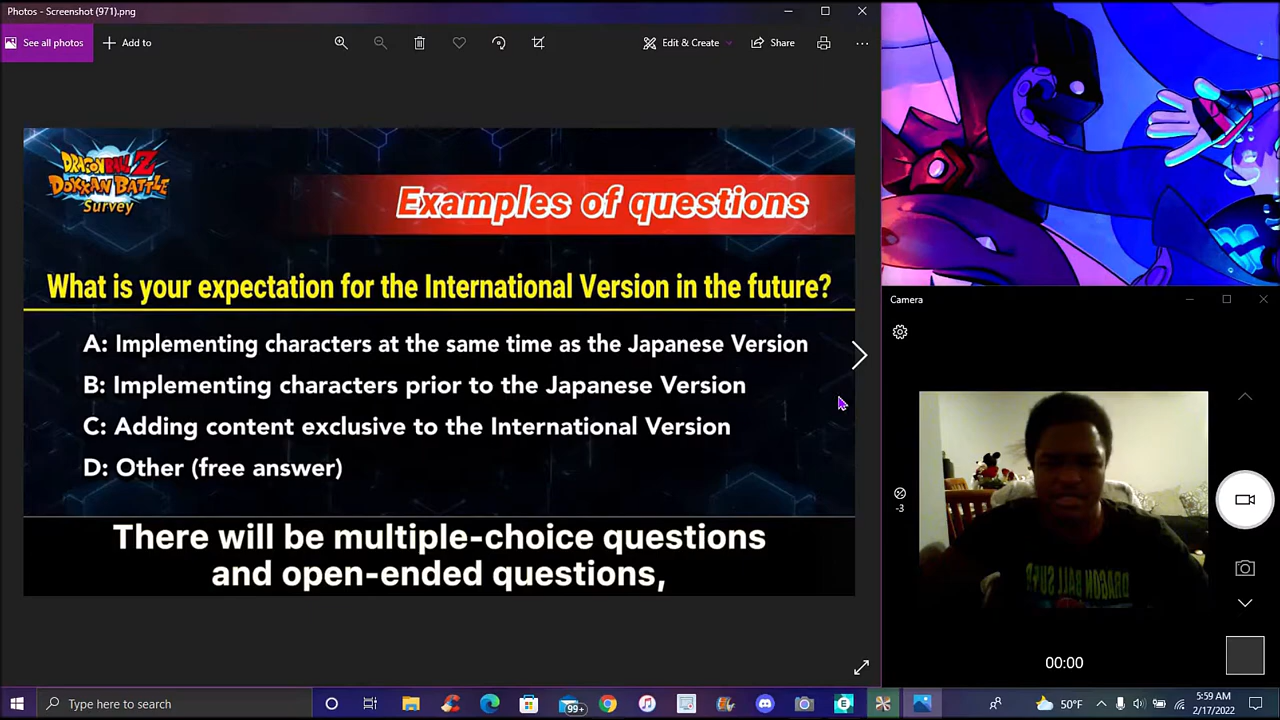 Photos - Screenshot (971).png
See all photos
Add to
Edit & Create
Share
DRAGON BALL Z
DOKKAN BATTLE
Survey
Examples of questions
What is your expectation for the International Version in the future?
A: Implementing characters at the same time as the Japanese Version
B: Implementing characters prior to the Japanese Version
C: Adding content exclusive to the International Version
D: Other (free answer)
There will be multiple-choice questions
and open-ended questions,
Camera
-3
DRAGON BALL SUPER
00:00
Type here to search
99+
50°F
5:59 AM
2/17/2022